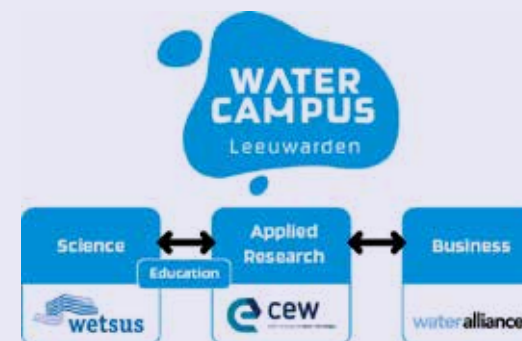 WATER
CAMPUS
Leeuwarden
Science
Applied
Research
Business
Education
wetsus
cew
wateralliance